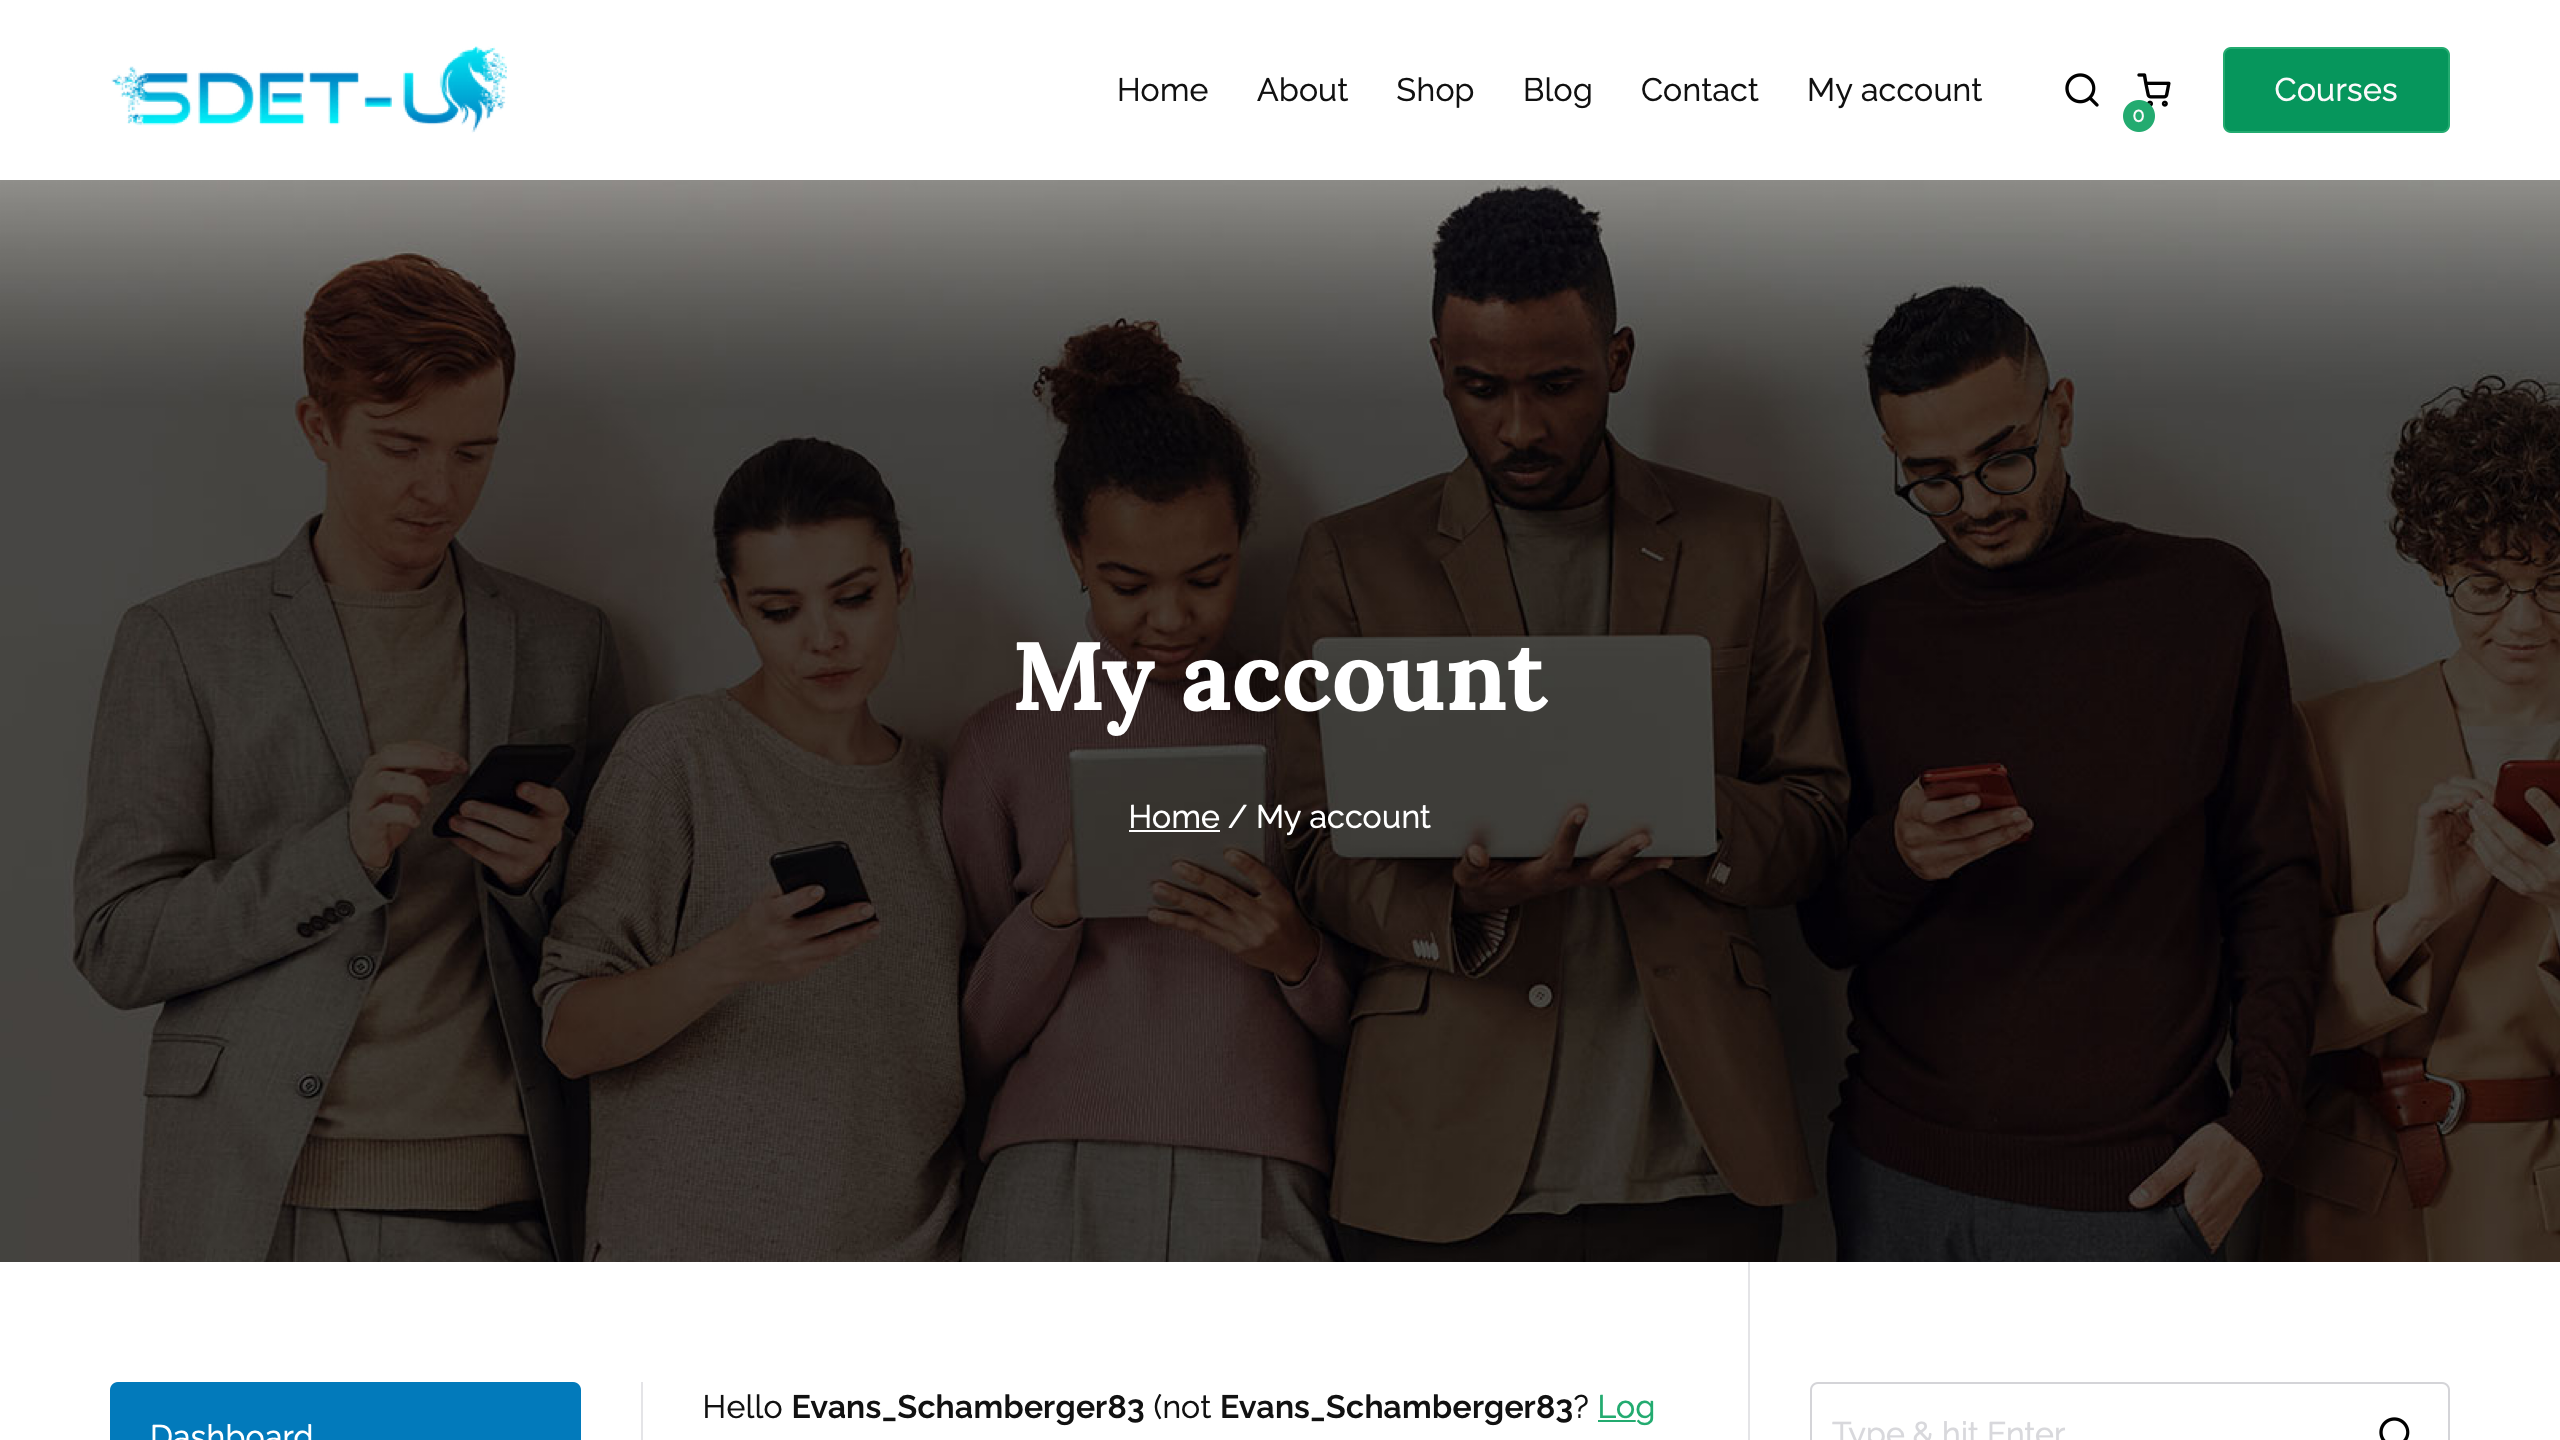 SDET-U
Home About Shop Blog Contact My account 0 Courses
My account
Home / My account
Dashboard
Hello Evans_Schamberger83 (not Evans_Schamberger83? Log
Type & hit Enter